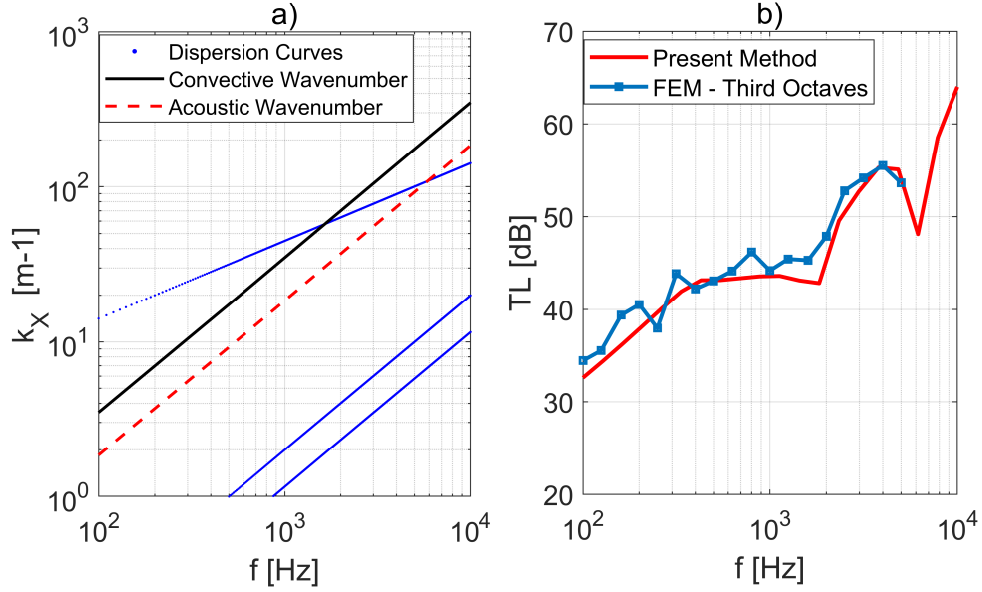 a)
Dispersion Curves
Convective Wavenumber
Acoustic Wavenumber
10^3
10^2
10^1
10^0
k_X [m-1]
10^2
10^3
10^4
f [Hz]
b)
Present Method
FEM - Third Octaves
70
60
50
40
30
20
TL [dB]
10^2
10^3
10^4
f [Hz]